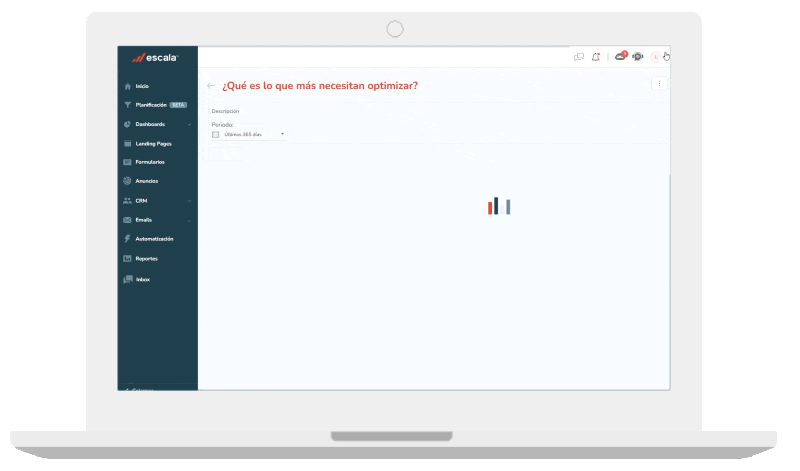 escala
Inicio
Planificación BETA
Dashboards
Landing Pages
Formularios
Anuncios
CRM
Emails
Automatización
Reportes
Inbox
¿Qué es lo que más necesitan optimizar?
Descripción
Período:
Últimos 365 días
L